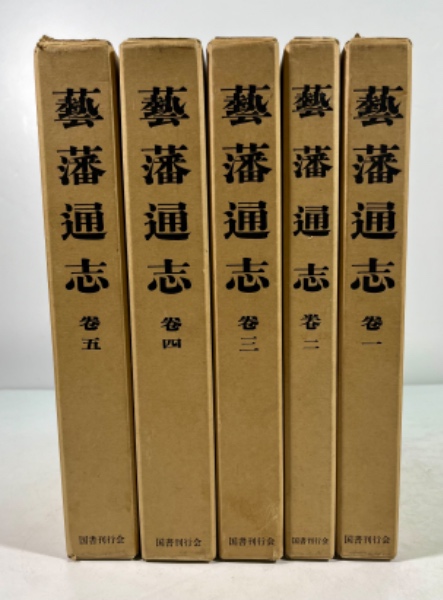 藝藩通志 巻一 国書刊行会
藝藩通志 巻二 国書刊行会
藝藩通志 巻三 国書刊行会
藝藩通志 巻四 国書刊行会
藝藩通志 巻五 国書刊行会